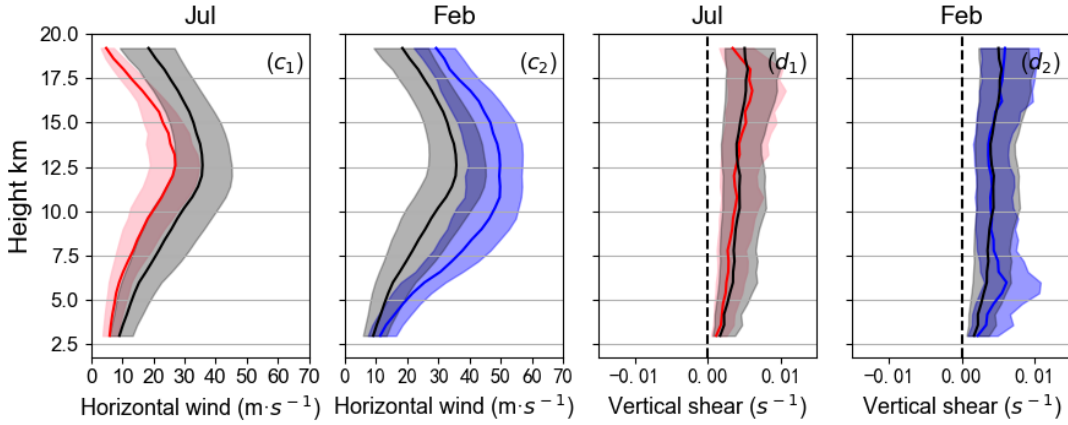 Jul Feb Jul Feb
20.0
17.5
15.0
12.5
10.0
7.5
5.0
2.5
Height km
(c₁) (c₂) (d₁) (d₂)
0 10 20 30 40 50 60 70 0 10 20 30 40 50 60 70 −0.01 0.00 0.01 −0.01 0.00 0.01
Horizontal wind (m·s⁻¹) Horizontal wind (m·s⁻¹) Vertical shear (s⁻¹) Vertical shear (s⁻¹)